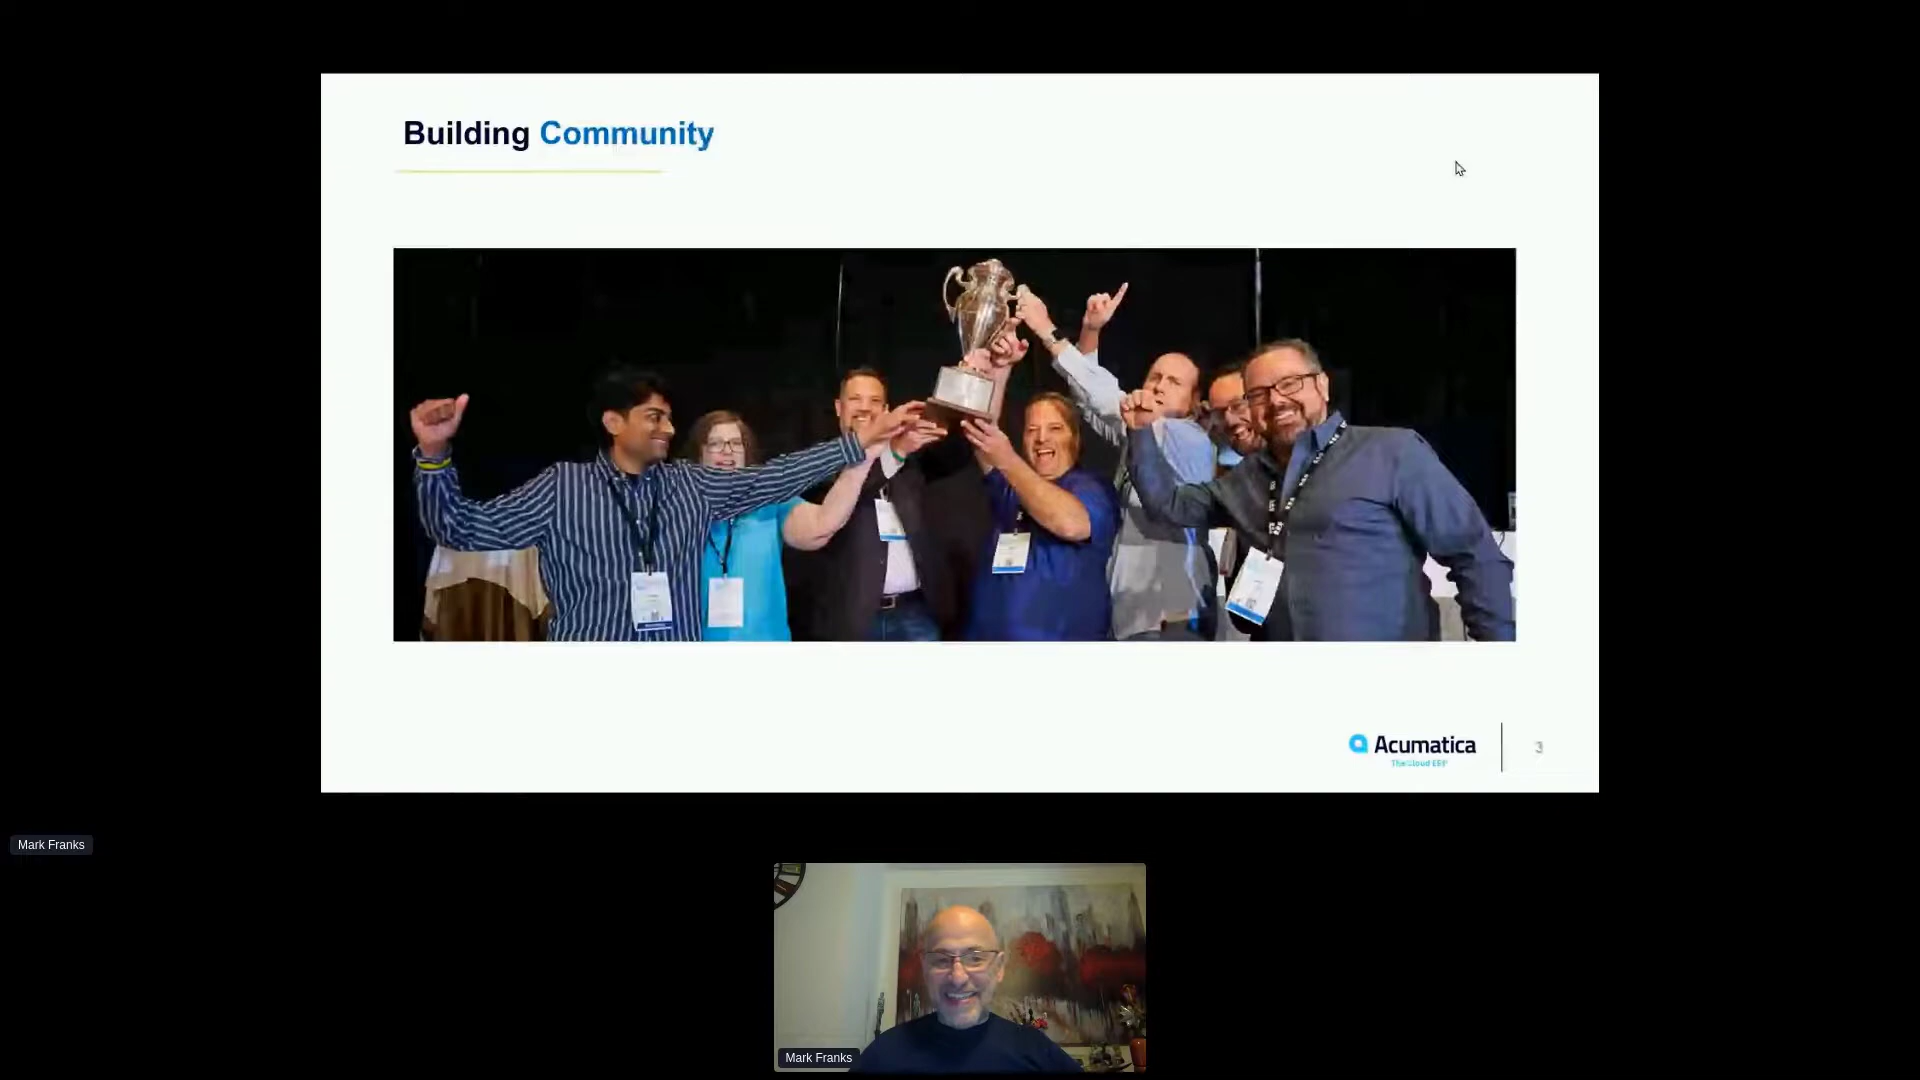 Building Community
Acumatica
The Cloud ERP
3
Mark Franks
Mark Franks